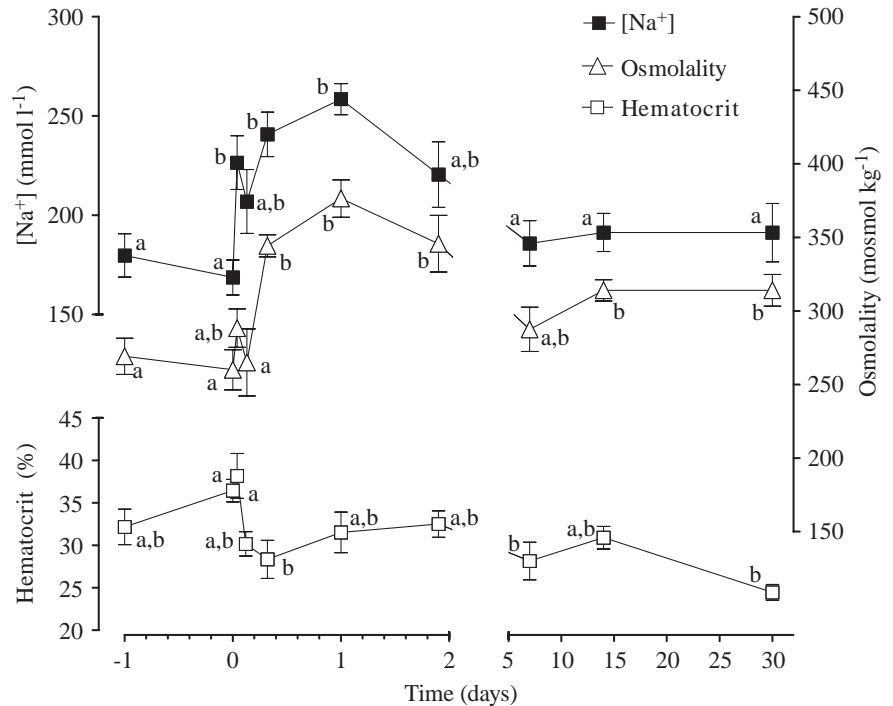 300
250
200
150
[Na+] (mmol l-1)
45
40
35
30
25
20
Hematocrit (%)
[Na+]
Osmolality
Hematocrit
500
450
400
350
300
250
200
150
Osmolality (mosmol kg-1)
a
a
b
a,b
b
b
a,b
a
a
a
a
a
a,b
a
b
b
b
a,b
b
b
a,b
a
a
a,b
b
a,b
a,b
b
a,b
b
-1
0
1
2
5
10
15
20
25
30
Time (days)